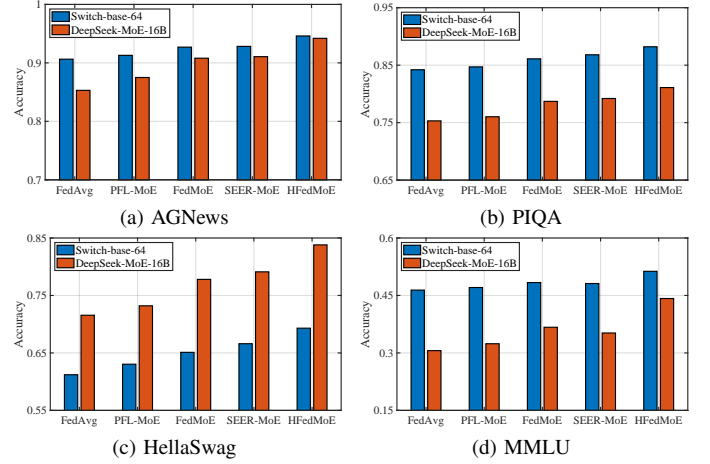 1
0.9
0.8
0.7
Accuracy
Switch-base-64
DeepSeek-MoE-16B
FedAvg PFL-MoE FedMoE SEER-MoE HFedMoE
(a) AGNews
0.85
0.75
0.65
Accuracy
Switch-base-64
DeepSeek-MoE-16B
FedAvg PFL-MoE FedMoE SEER-MoE HFedMoE
(b) PIQA
0.85
0.75
0.65
0.55
Accuracy
Switch-base-64
DeepSeek-MoE-16B
FedAvg PFL-MoE FedMoE SEER-MoE HFedMoE
(c) HellaSwag
0.6
0.45
0.3
0.15
Accuracy
Switch-base-64
DeepSeek-MoE-16B
FedAvg PFL-MoE FedMoE SEER-MoE HFedMoE
(d) MMLU